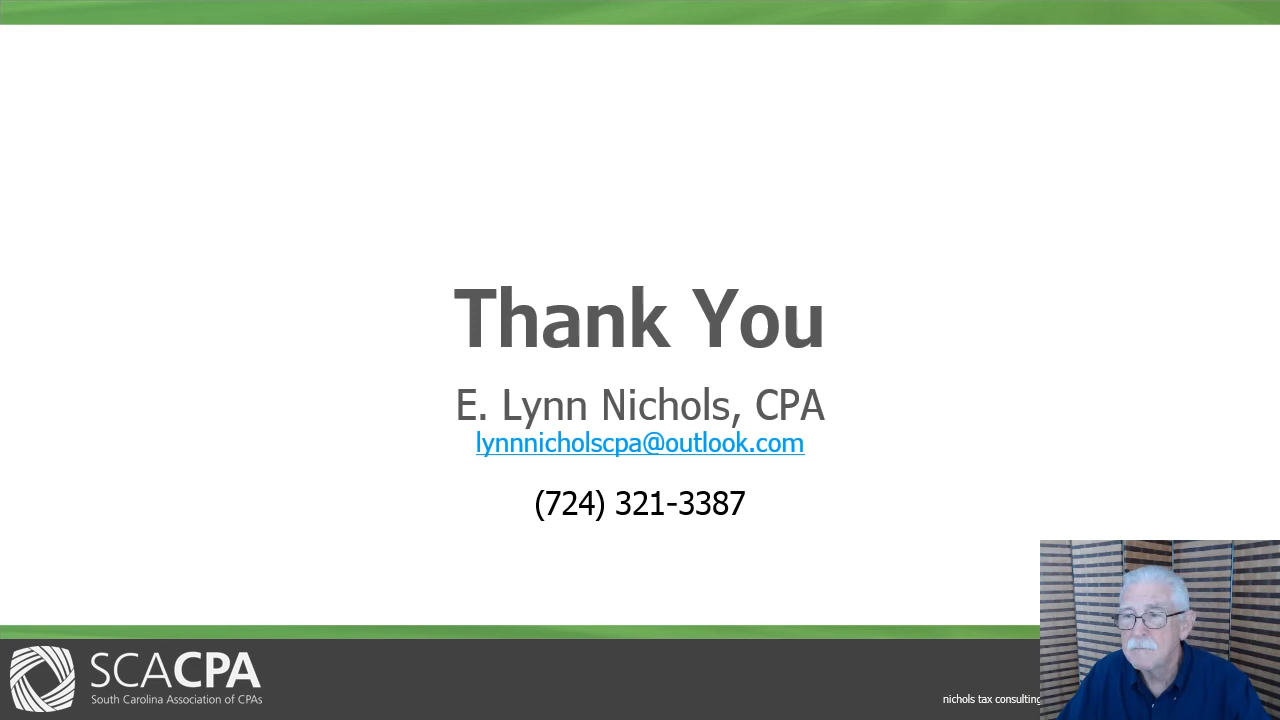 Thank You
E. Lynn Nichols, CPA
lynnnicholscpa@outlook.com
(724) 321-3387
SCACPA
South Carolina Association of CPAs
nichols tax consulting